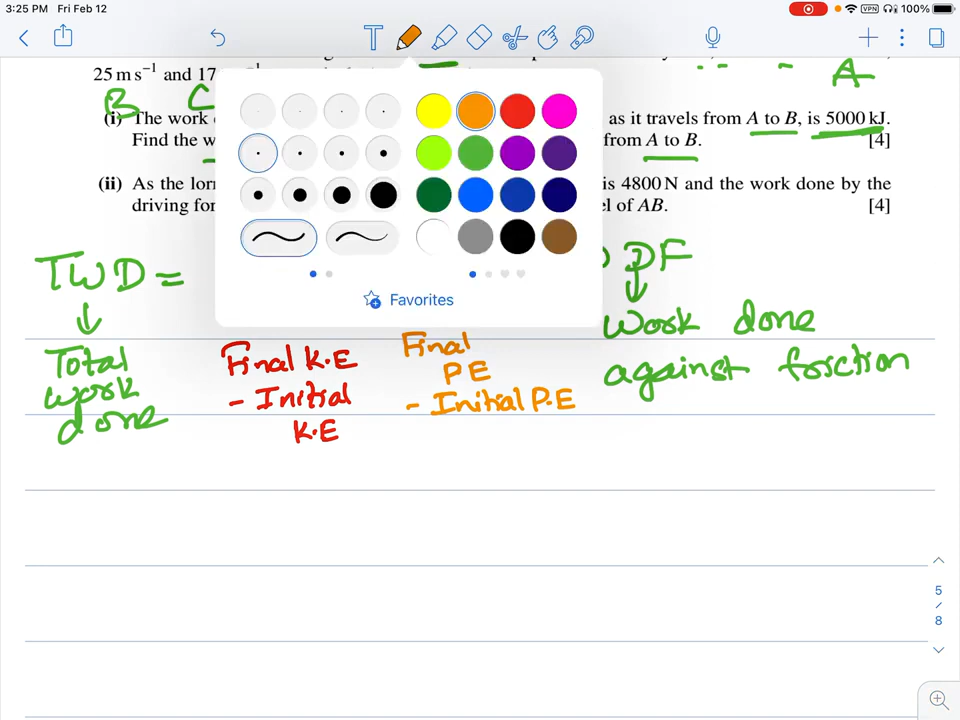 3:25 PM Fri Feb 12
VPN 100%
T
25 m s⁻¹ and 17
A
B C
(i) The work as it travels from A to B, is 5000 kJ.
Find the from A to B. [4]
(ii) As the lorr is 4800 N and the work done by the
driving for el of AB. [4]
TWD = DF
Favorites
Total work done
Final K.E - Initial K.E
Final PE - Initial P.E
Work done against friction
5 / 8